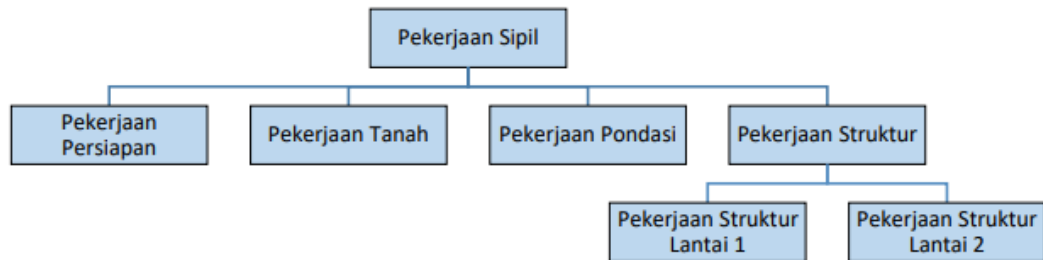 Pekerjaan Sipil
Pekerjaan
Persiapan
Pekerjaan Tanah
Pekerjaan Pondasi
Pekerjaan Struktur
Pekerjaan Struktur
Lantai 1
Pekerjaan Struktur
Lantai 2